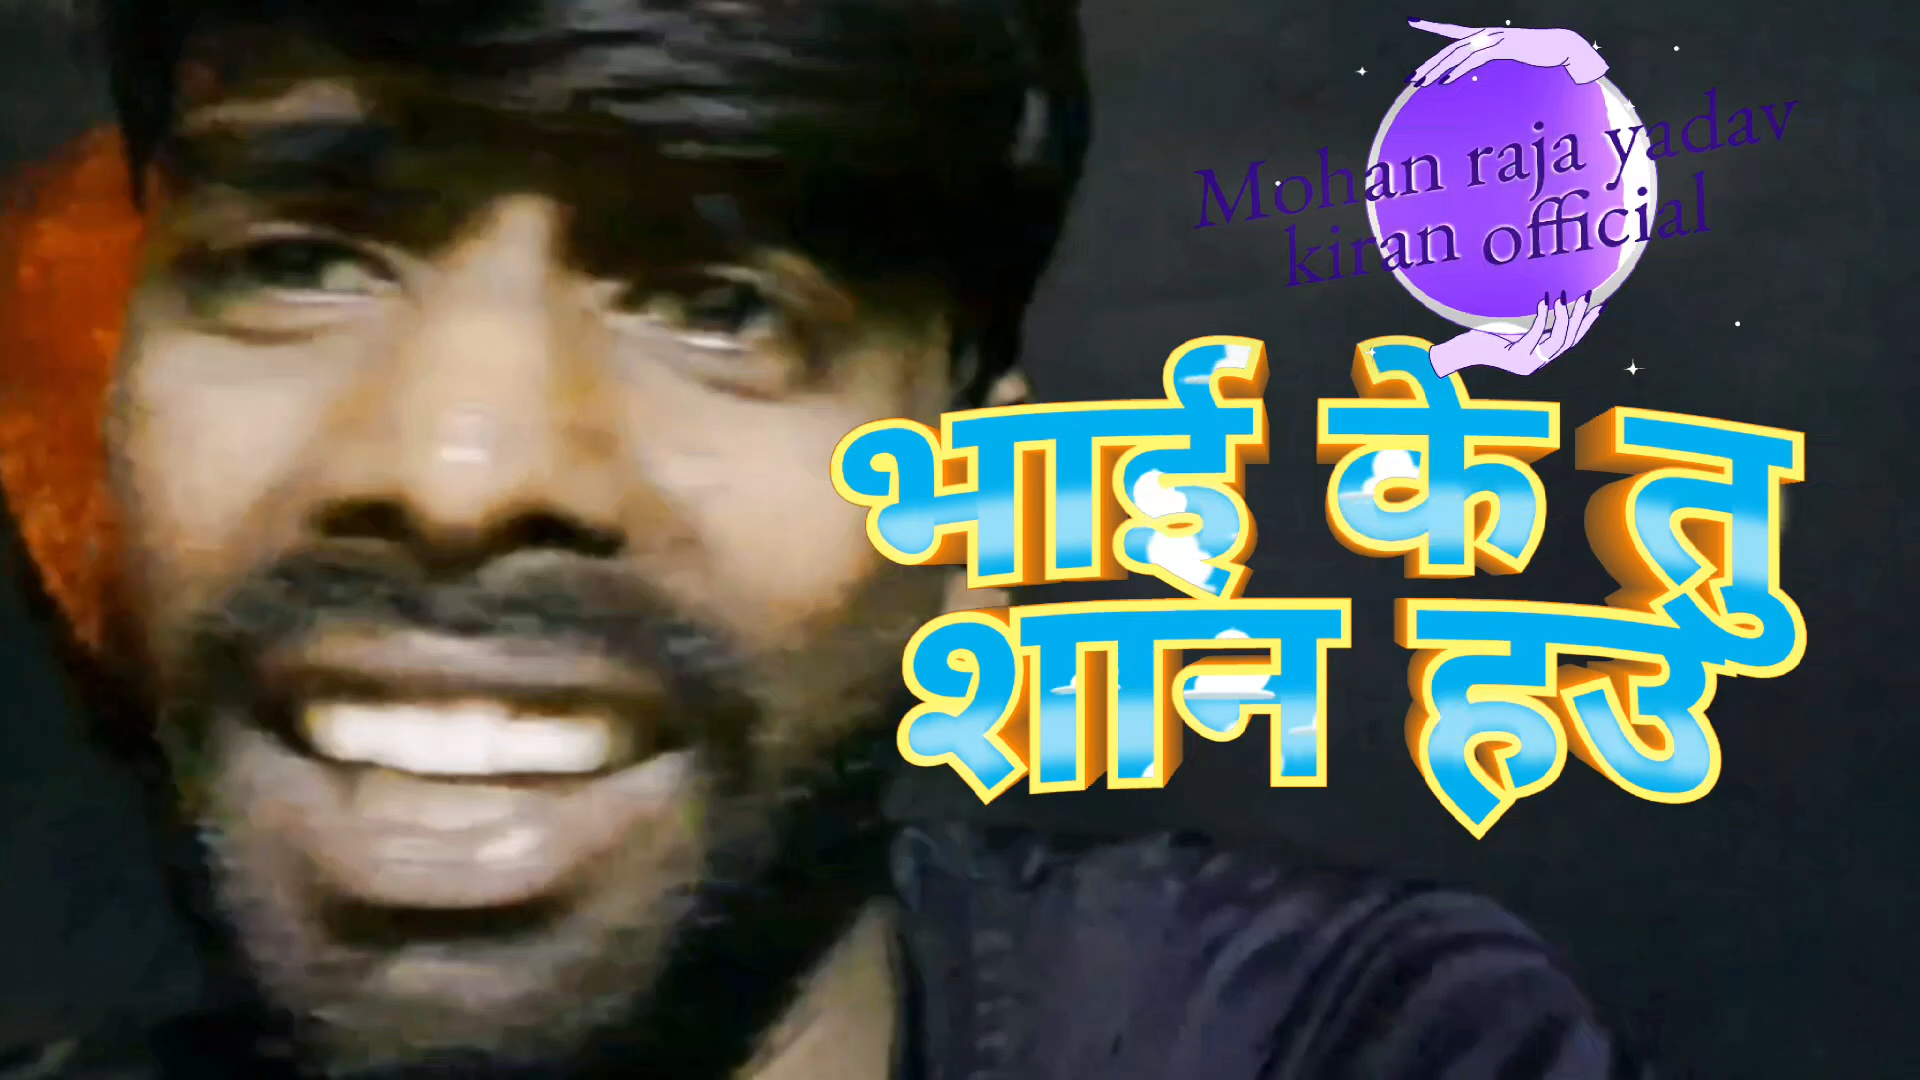 Mohan raja yadav
kiran official
भाई के तु
शान हउ